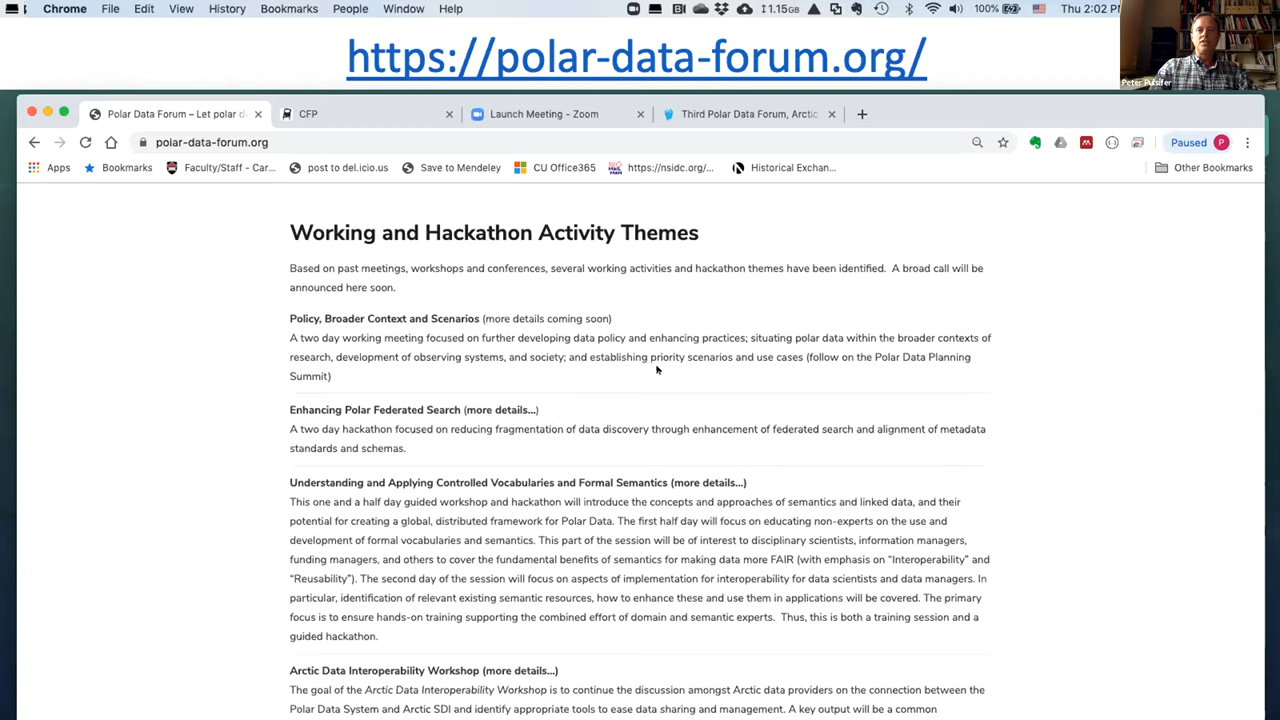 Chrome File Edit View History Bookmarks People Window Help 1.15GB 100% Thu 2:02 PM
https://polar-data-forum.org/
Peter Pulsifer
Polar Data Forum – Let polar d CFP Launch Meeting - Zoom Third Polar Data Forum, Arctic
polar-data-forum.org Paused P
Apps Bookmarks Faculty/Staff - Car... post to del.icio.us Save to Mendeley CU Office365 https://nsidc.org/... Historical Exchan... Other Bookmarks
Working and Hackathon Activity Themes
Based on past meetings, workshops and conferences, several working activities and hackathon themes have been identified. A broad call will be
announced here soon.
Policy, Broader Context and Scenarios (more details coming soon)
A two day working meeting focused on further developing data policy and enhancing practices; situating polar data within the broader contexts of
research, development of observing systems, and society; and establishing priority scenarios and use cases (follow on the Polar Data Planning
Summit)
Enhancing Polar Federated Search (more details...)
A two day hackathon focused on reducing fragmentation of data discovery through enhancement of federated search and alignment of metadata
standards and schemas.
Understanding and Applying Controlled Vocabularies and Formal Semantics (more details...)
This one and a half day guided workshop and hackathon will introduce the concepts and approaches of semantics and linked data, and their
potential for creating a global, distributed framework for Polar Data. The first half day will focus on educating non-experts on the use and
development of formal vocabularies and semantics. This part of the session will be of interest to disciplinary scientists, information managers,
funding managers, and others to cover the fundamental benefits of semantics for making data more FAIR (with emphasis on “Interoperability” and
“Reusability”). The second day of the session will focus on aspects of implementation for interoperability for data scientists and data managers. In
particular, identification of relevant existing semantic resources, how to enhance these and use them in applications will be covered. The primary
focus is to ensure hands-on training supporting the combined effort of domain and semantic experts. Thus, this is both a training session and a
guided hackathon.
Arctic Data Interoperability Workshop (more details...)
The goal of the Arctic Data Interoperability Workshop is to continue the discussion amongst Arctic data providers on the connection between the
Polar Data System and Arctic SDI and identify appropriate tools to ease data sharing and management. A key output will be a common